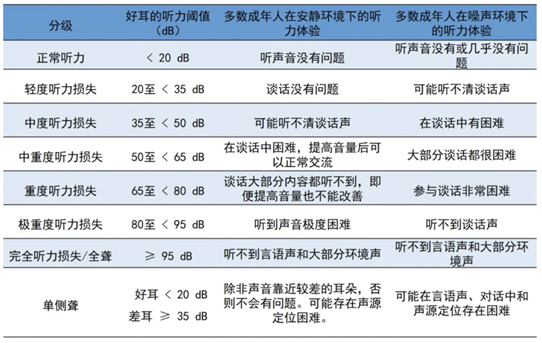 分级 好耳的听力阈值（dB） 多数成年人在安静环境下的听力体验 多数成年人在噪声环境下的听力体验
正常听力 < 20 dB 听声音没有问题 听声音没有或几乎没有问题
轻度听力损失 20至 < 35 dB 谈话没有问题 可能听不清谈话声
中度听力损失 35至 < 50 dB 可能听不清谈话声 在谈话中有困难
中重度听力损失 50至 < 65 dB 在谈话中困难，提高音量后可以正常交流 大部分谈话都很困难
重度听力损失 65至 < 80 dB 谈话大部分内容都听不到，即便提高音量也不能改善 参与谈话非常困难
极重度听力损失 80至 < 95 dB 听到声音极度困难 听不到谈话声
完全听力损失/全聋 ≥ 95 dB 听不到言语声和大部分环境声 听不到言语声和大部分环境声
单侧聋 好耳 < 20 dB 差耳 ≥ 35 dB 除非声音靠近较差的耳朵，否则不会有问题。可能存在声源定位困难。 可能在言语声、对话中和声源定位存在困难